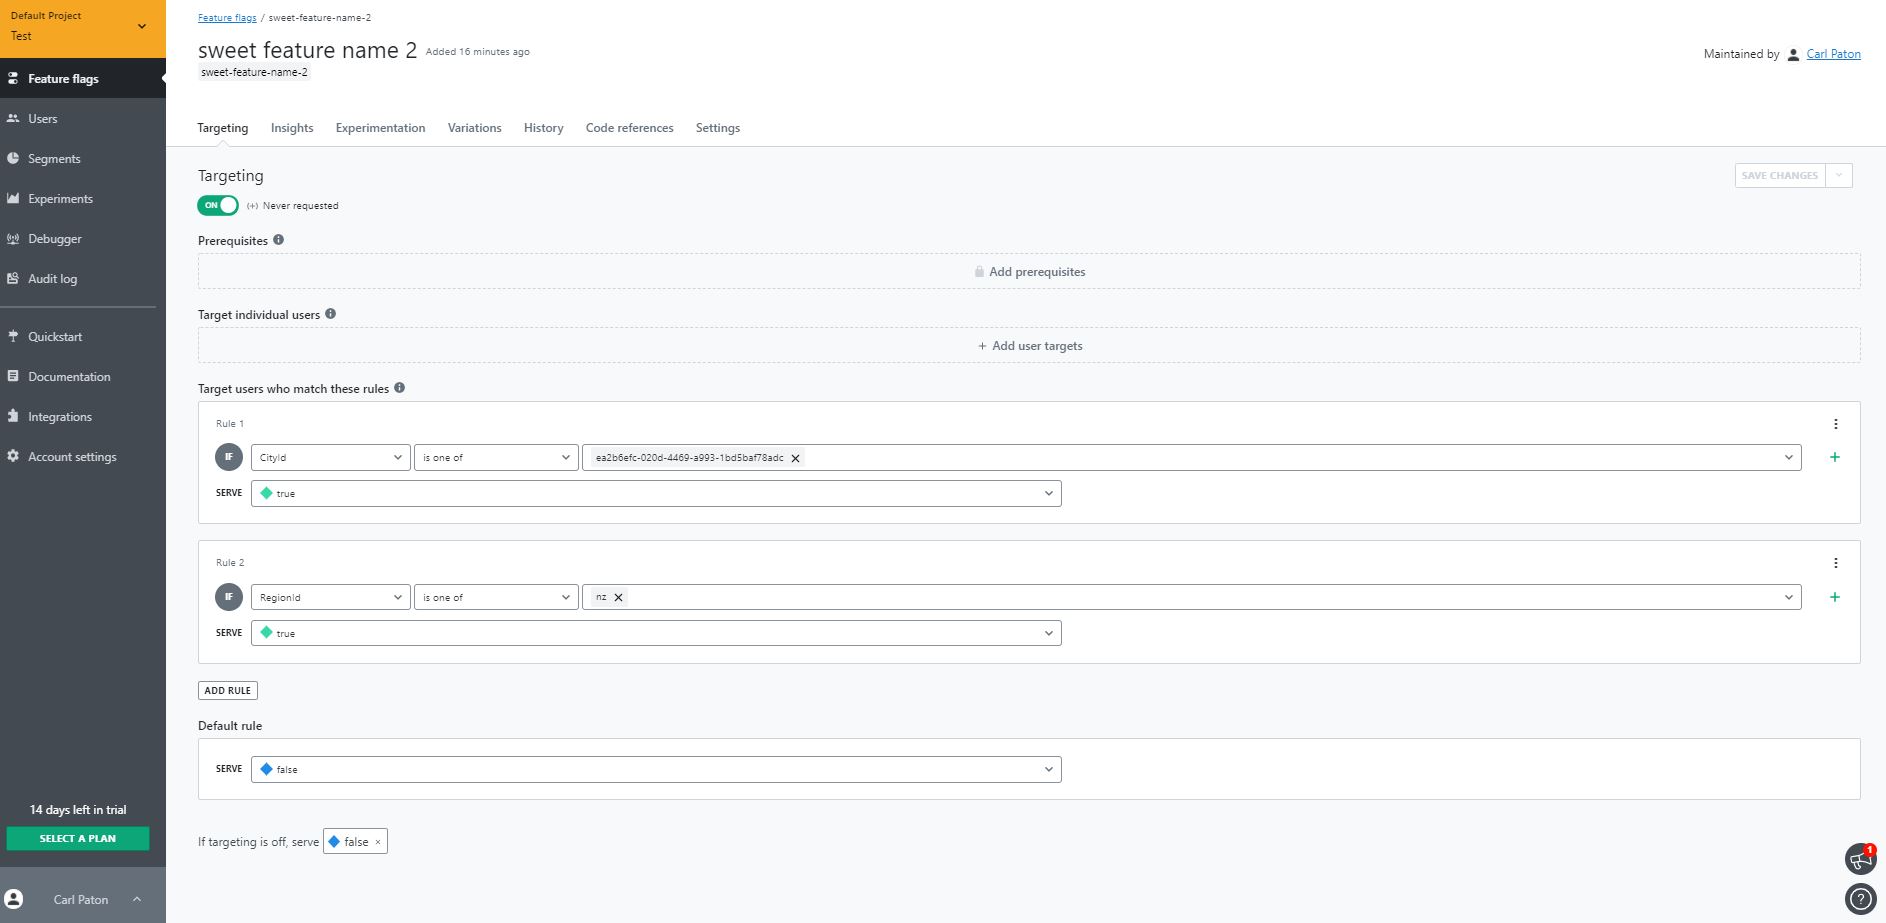 Default Project
Test
Feature flags
Users
Segments
Experiments
Debugger
Audit log
Quickstart
Documentation
Integrations
Account settings
14 days left in trial
SELECT A PLAN
Carl Paton
Feature flags / sweet-feature-name-2
sweet feature name 2 Added 16 minutes ago
sweet-feature-name-2
Maintained by Carl Paton
Targeting Insights Experimentation Variations History Code references Settings
Targeting
SAVE CHANGES
ON (+) Never requested
Prerequisites
Add prerequisites
Target individual users
+ Add user targets
Target users who match these rules
Rule 1
IF CityId is one of ea2b6efc-020d-4469-a993-1bd5baf78adc
SERVE true
Rule 2
IF RegionId is one of nz
SERVE true
ADD RULE
Default rule
SERVE false
If targeting is off, serve false ×
1
?